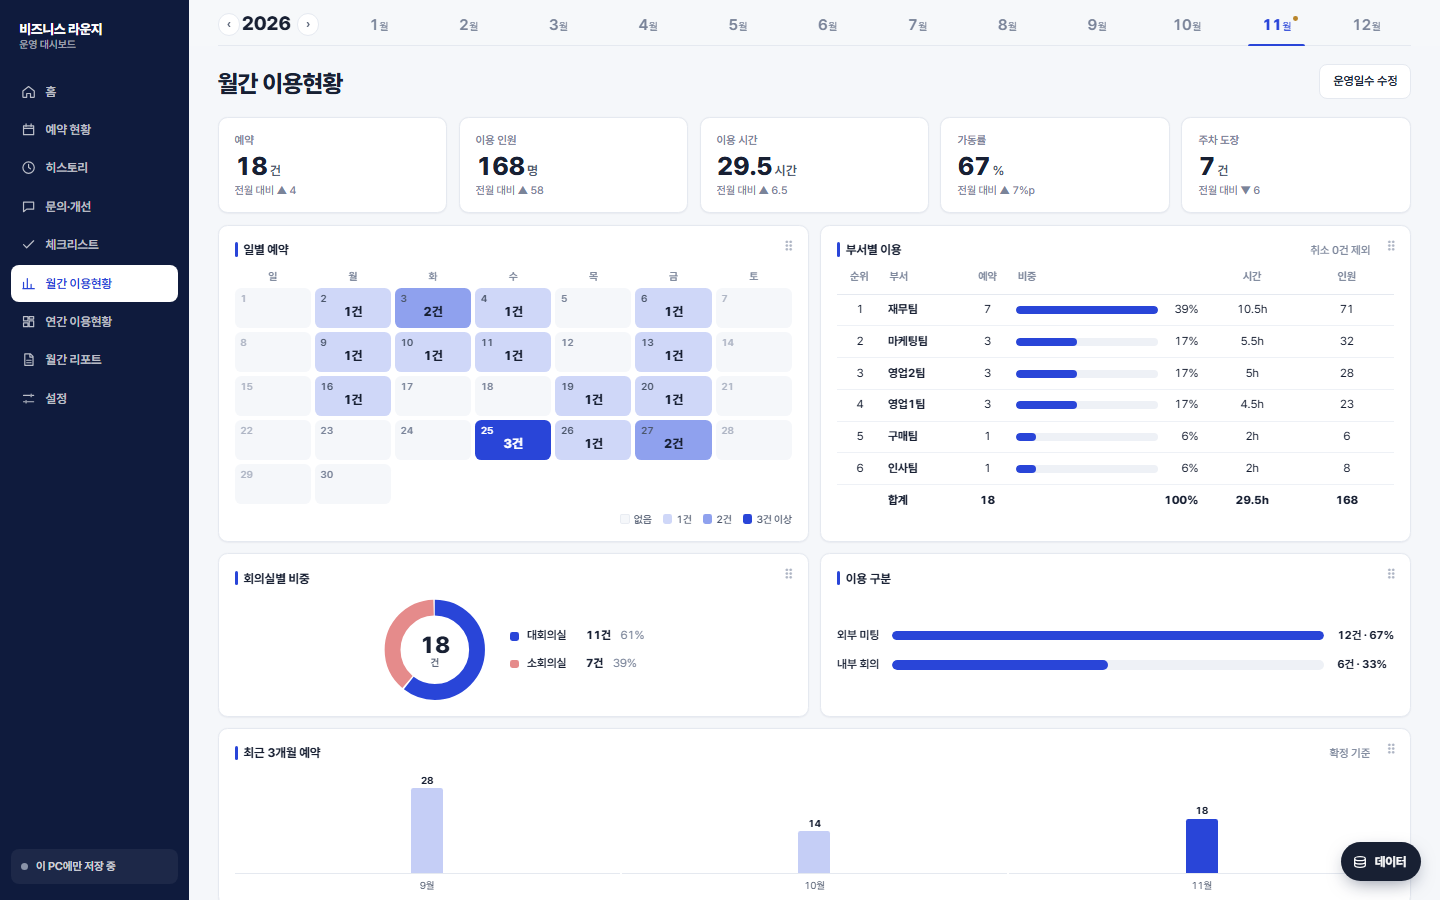 비즈니스 라운지
운영 대시보드
홈
예약 현황
히스토리
문의·개선
체크리스트
월간 이용현황
연간 이용현황
월간 리포트
설정
이 PC에만 저장 중
‹ 2026 › 1월 2월 3월 4월 5월 6월 7월 8월 9월 10월 11월 12월
월간 이용현황
운영일수 수정
예약
18건
전월 대비 ▲ 4
이용 인원
168명
전월 대비 ▲ 58
이용 시간
29.5시간
전월 대비 ▲ 6.5
가동률
67%
전월 대비 ▲ 7%p
주차 도장
7건
전월 대비 ▼ 6
일별 예약
일 월 화 수 목 금 토
1 2 1건 3 2건 4 1건 5 6 1건 7
8 9 1건 10 1건 11 1건 12 13 1건 14
15 16 1건 17 18 19 1건 20 1건 21
22 23 24 25 3건 26 1건 27 2건 28
29 30
없음 1건 2건 3건 이상
부서별 이용
취소 0건 제외
순위 부서 예약 비중 시간 인원
1 재무팀 7 39% 10.5h 71
2 마케팅팀 3 17% 5.5h 32
3 영업2팀 3 17% 5h 28
4 영업1팀 3 17% 4.5h 23
5 구매팀 1 6% 2h 6
6 인사팀 1 6% 2h 8
합계 18 100% 29.5h 168
회의실별 비중
18
건
대회의실 11건 61%
소회의실 7건 39%
이용 구분
외부 미팅 12건 · 67%
내부 회의 6건 · 33%
최근 3개월 예약
확정 기준
28
14
18
9월 10월 11월
데이터